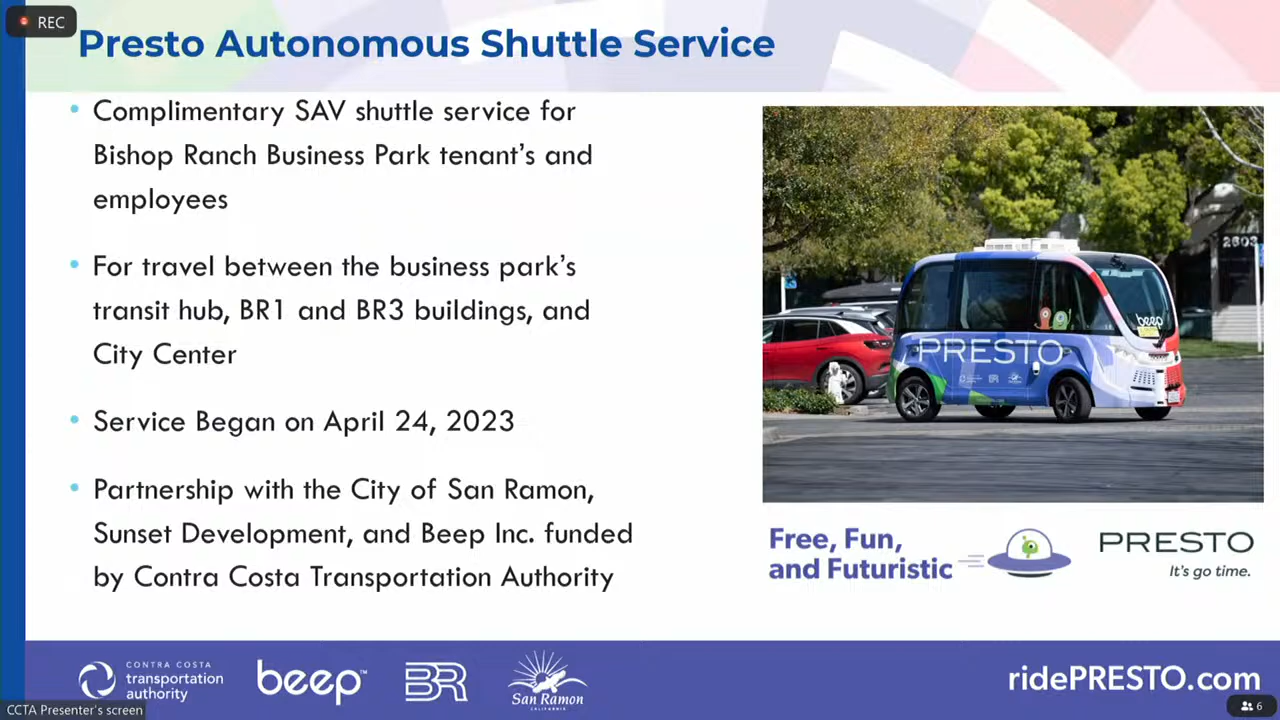 REC
Presto Autonomous Shuttle Service
• Complimentary SAV shuttle service for
Bishop Ranch Business Park tenant's and
employees
• For travel between the business park's
transit hub, BR1 and BR3 buildings, and
City Center
• Service Began on April 24, 2023
• Partnership with the City of San Ramon,
Sunset Development, and Beep Inc. funded
by Contra Costa Transportation Authority
2603
beep
PRESTO
Free, Fun,
and Futuristic
PRESTO
It's go time.
CONTRA COSTA
transportation
authority
beep™
BR
San Ramon
CALIFORNIA
ridePRESTO.com
CCTA Presenter's screen
6